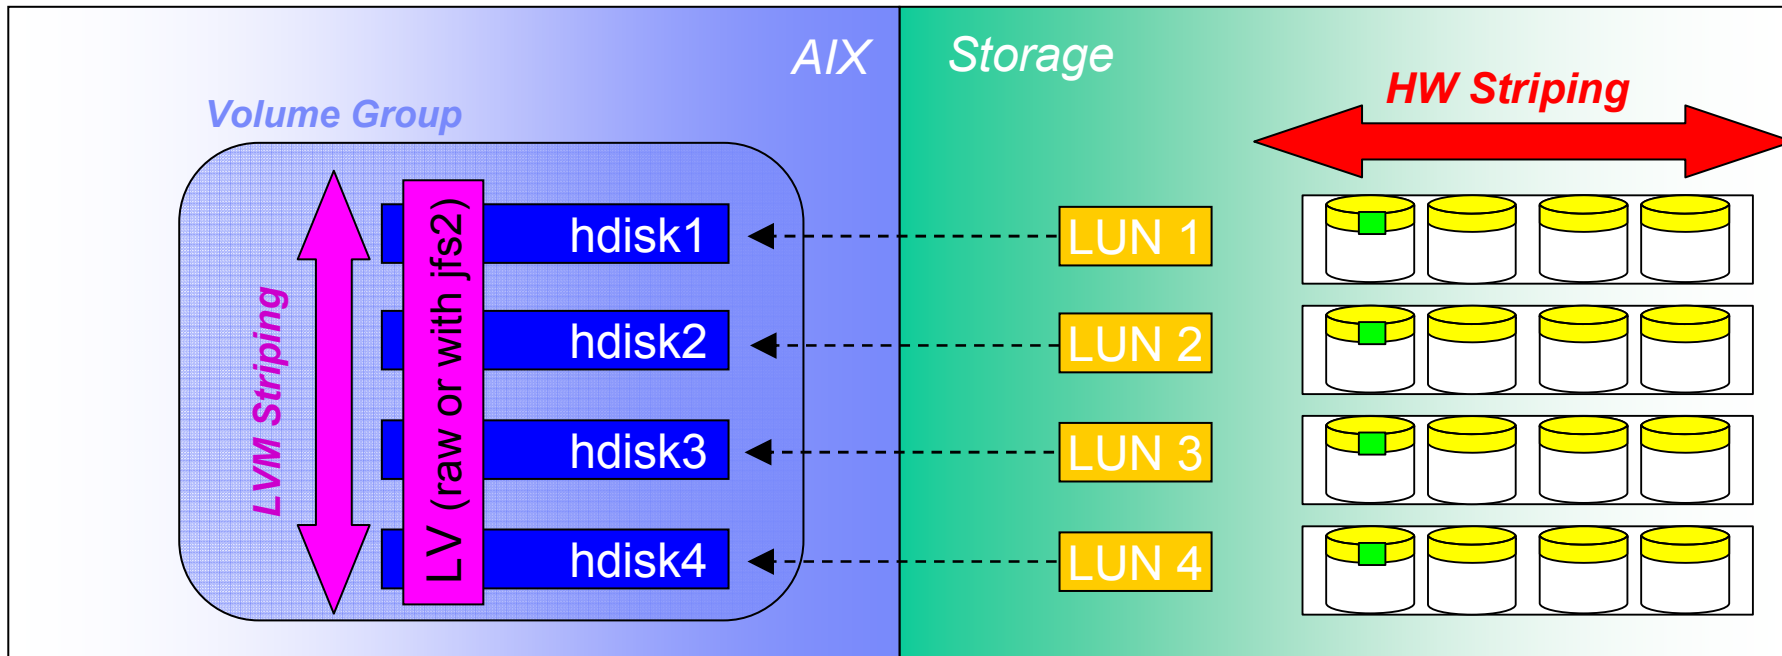 AIX
Storage
HW Striping
Volume Group
LVM Striping
LV (raw or with jfs2)
hdisk1
LUN 1
hdisk2
LUN 2
hdisk3
LUN 3
hdisk4
LUN 4